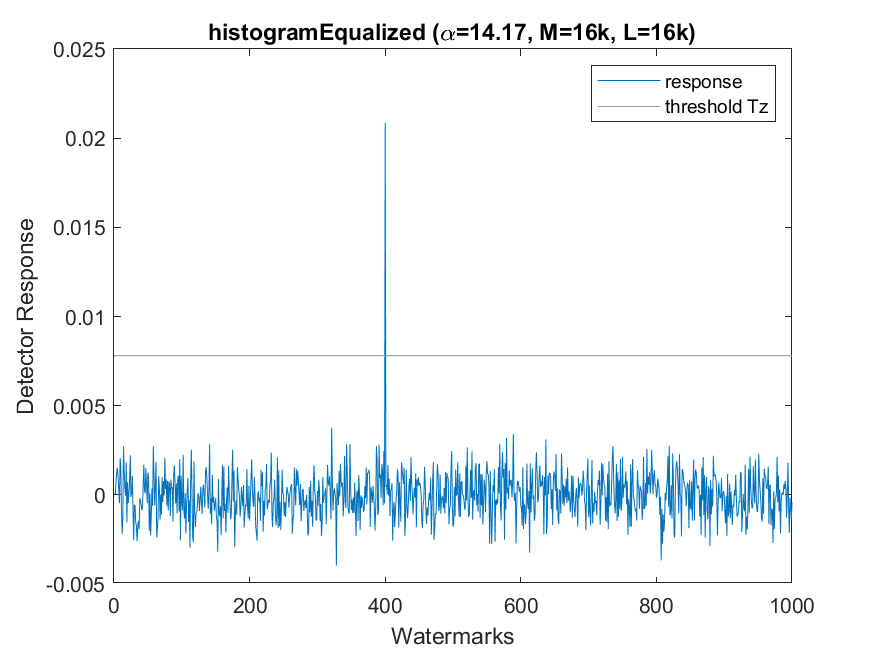 histogramEqualized (α=14.17, M=16k, L=16k)
0.025
0.02
0.015
0.01
0.005
0
-0.005
Detector Response
response
threshold Tz
0 200 400 600 800 1000
Watermarks